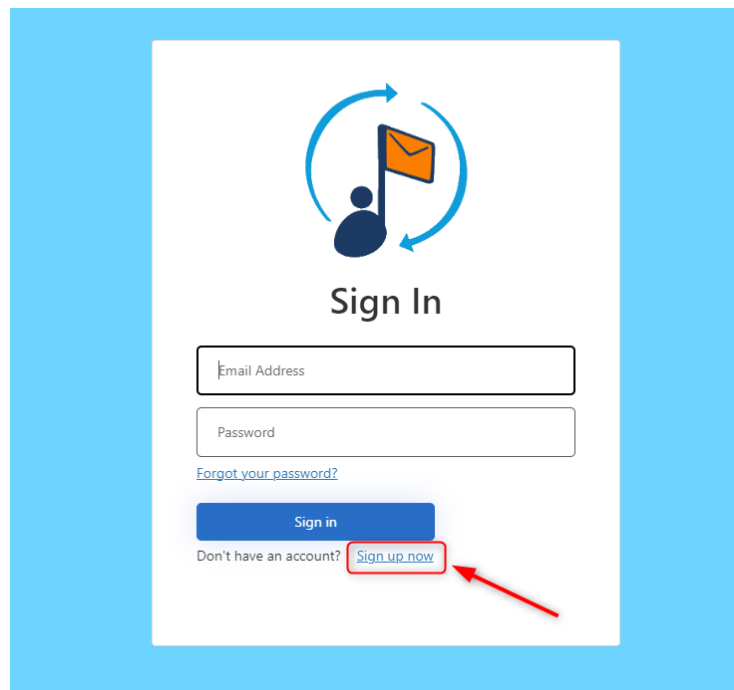 Sign In
Email Address
Password
Forgot your password?
Sign in
Don't have an account? Sign up now